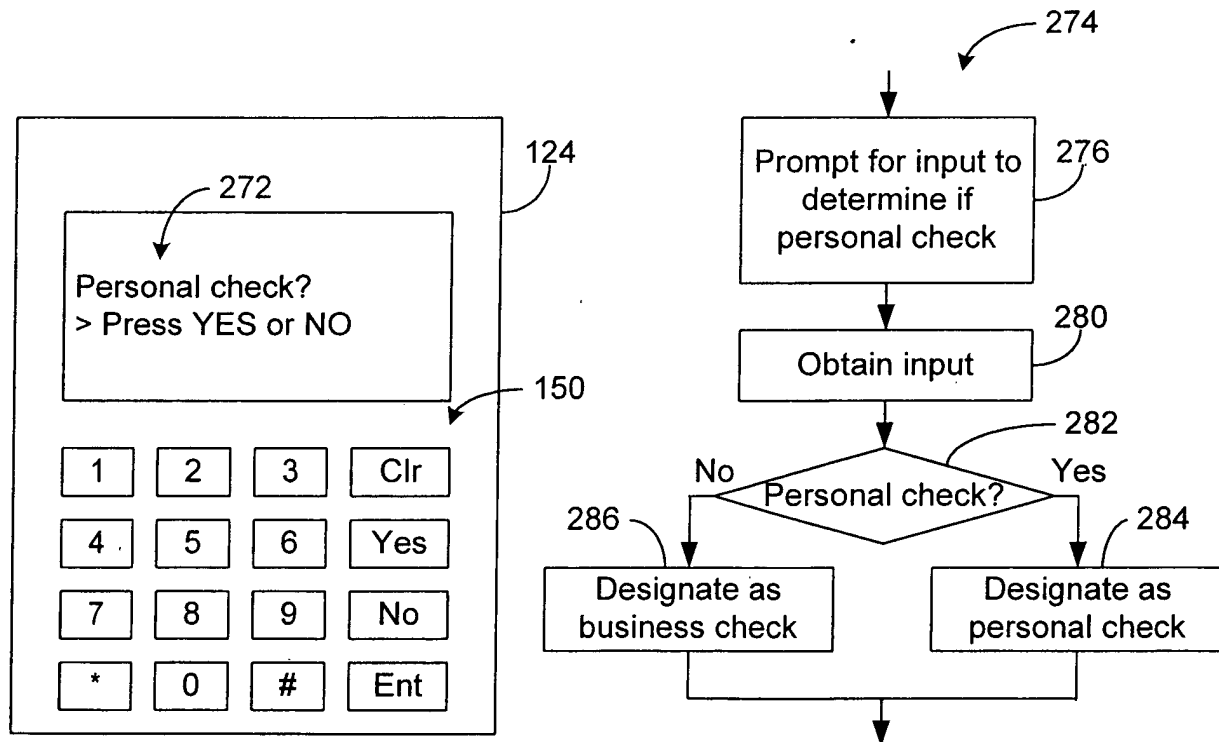 274
124
272
Personal check?
> Press YES or NO
150
1 2 3 Clr
4 5 6 Yes
7 8 9 No
* 0 # Ent
Prompt for input to
determine if
personal check
276
280
Obtain input
282
No
Yes
Personal check?
286
284
Designate as
business check
Designate as
personal check